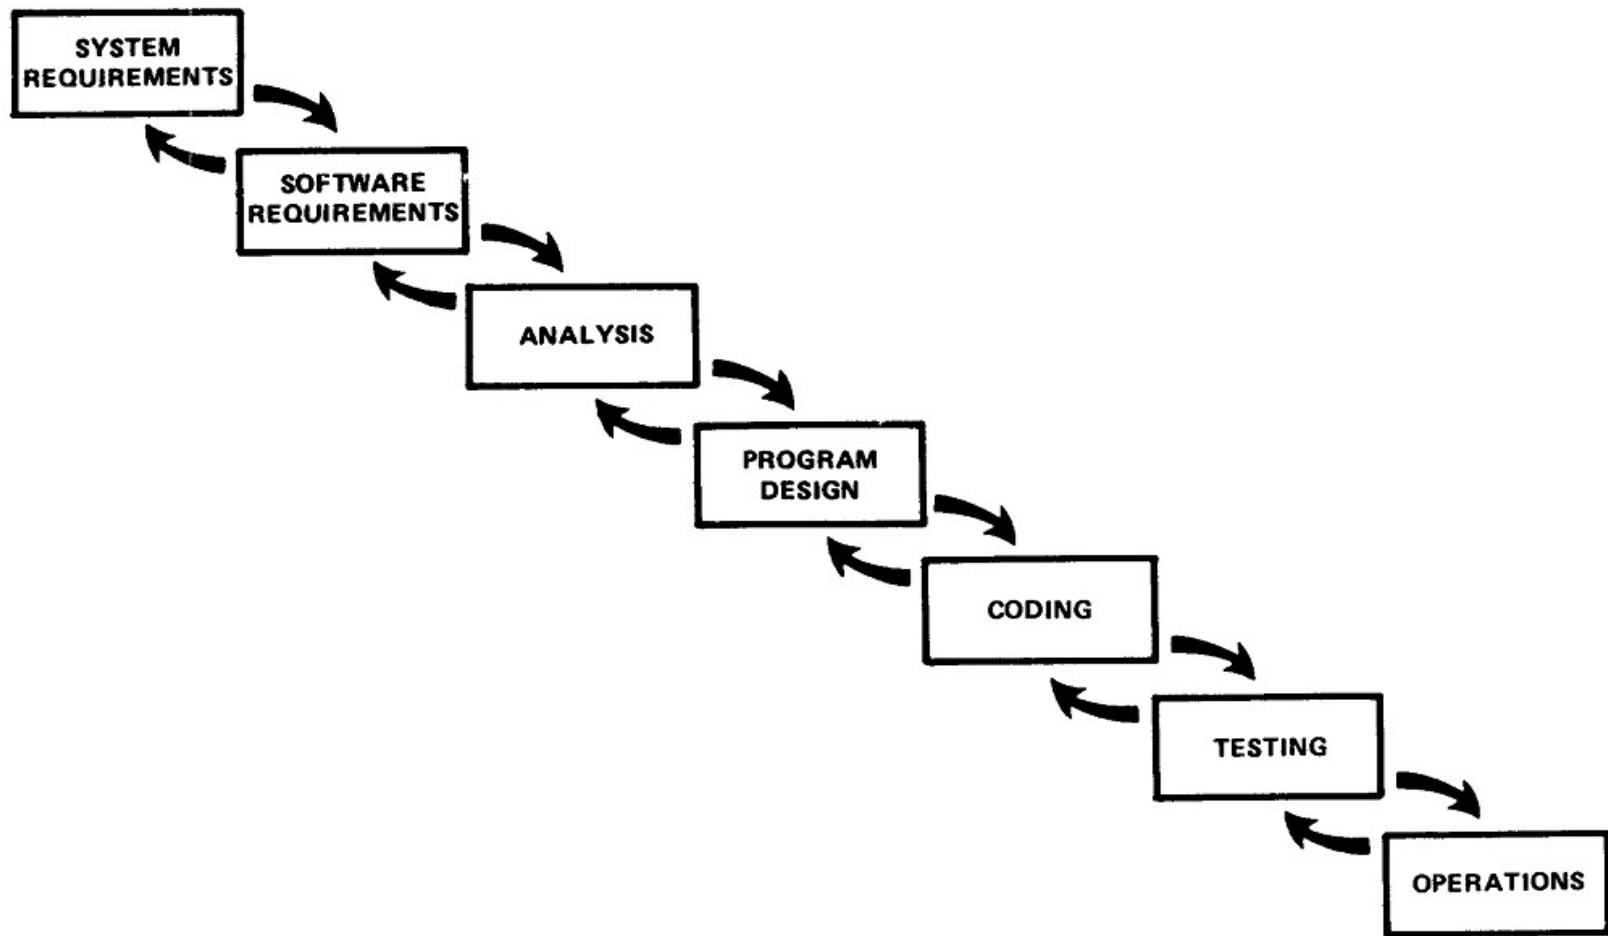 SYSTEM
REQUIREMENTS
SOFTWARE
REQUIREMENTS
ANALYSIS
PROGRAM
DESIGN
CODING
TESTING
OPERATIONS